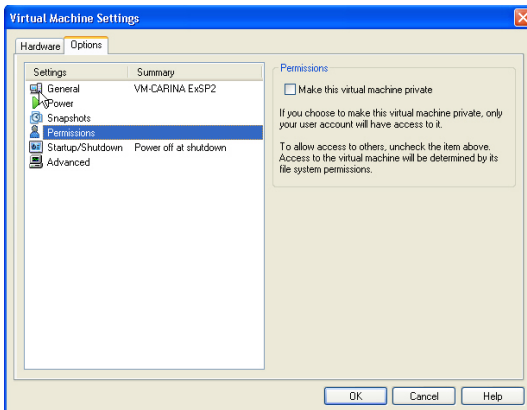 Virtual Machine Settings
Hardware Options
Settings Summary
General VM-CARINA ExSP2
Power
Snapshots
Permissions
Startup/Shutdown Power off at shutdown
Advanced
Permissions
Make this virtual machine private
If you choose to make this virtual machine private, only
your user account will have access to it.
To allow access to others, uncheck the item above.
Access to the virtual machine will be determined by its
file system permissions.
OK Cancel Help